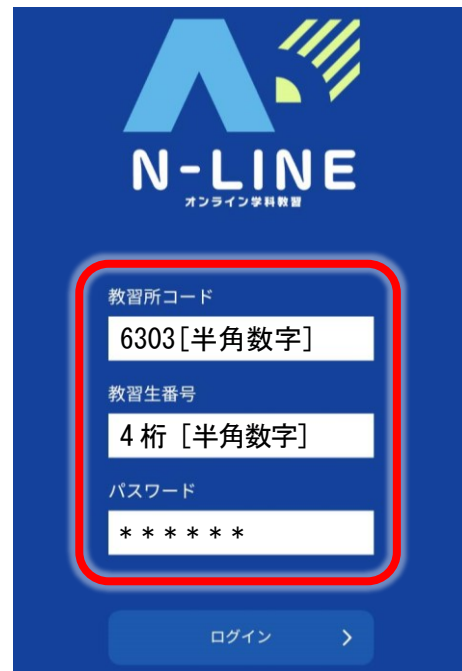 N-LINE
オンライン学科教習
教習所コード
6303[半角数字]
教習生番号
4桁 [半角数字]
パスワード
******
ログイン >